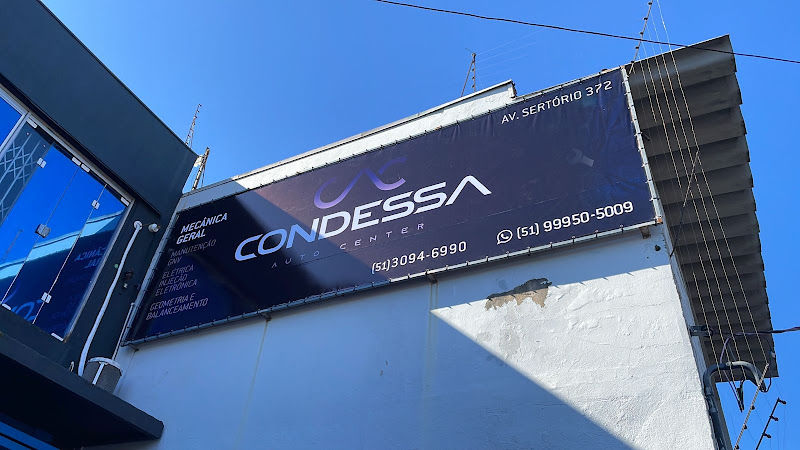 AV. SERTÓRIO 372
CONDESSA
AUTO CENTER
MECÂNICA
GERAL
MANUTENÇÃO
GNV
ELÉTRICA
INJEÇÃO
ELETRÔNICA
GEOMETRIA E
BALANCEAMENTO
(51)3094-6990
(51) 99950-5009